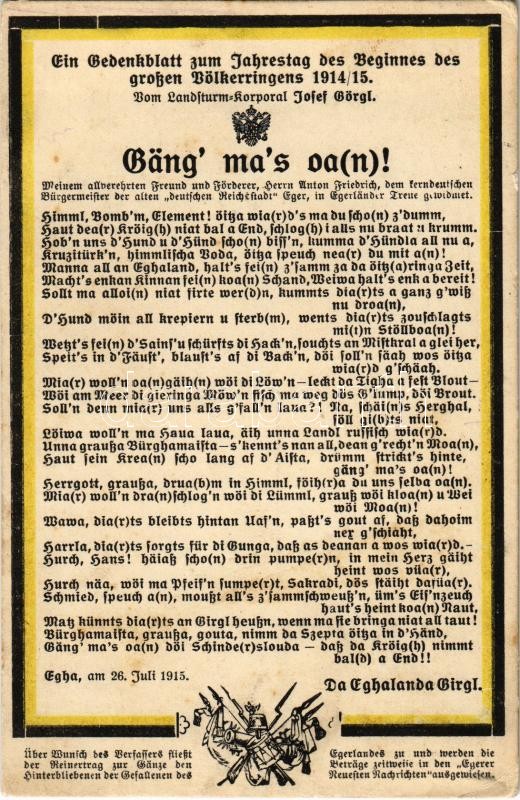 Ein Gedenkblatt zum Jahrestag des Beginnes des
großen Völkerringens 1914/15.
Vom Landsturm-Korporal Josef Görgl.
Gäng' ma's oa(n)!
Meinem allverehrten Freund und Förderer, Herrn Anton Friedrich, dem kerndeutschen
Bürgermeister der alten „deutschen Reichsstadt" Eger, in Egerländer Treue gewidmet.
Himml, Bomb'n, Element! öitza wia(r)d's ma du scho(n) z'dumm,
Haut dea(r) Kröig(h) niat bal a End, schlog(h) i alls nu braat u krumm.
Hob'n uns d'Hund u d'Hünd scho(n) biss'n, kumma d'Hündla all nu a,
Kruzitürk'n, himmlischa Voda, öitza speuch nea(r) du mit a(n)!
Manna all an Eghaland, halt's fei(n) z'samm za da öitz(a)ringa Zeit,
Macht's enkan Kinnan fei(n) koa(n) Schand, Weiwa halt's enk a bereit!
Sollt ma alloi(n) niat firte wer(d)n, kummts dia(r)ts a ganz g'wiß
nu droa(n),
D'Hund möin all krepiern u sterb(m), wents dia(r)ts zouschlagts
mi(t)n Stöllboa(n)!
Wetzt's fei(n) d'Sains'u schürfts di Hack'n, souchts an Mistkral a glei her,
Speit's in d'Fäust', blaust's af di Back'n, döi soll'n säah wos öitza
wia(r)d g'schäah.
Mia(r) woll'n oa(n)gäih(n) wöi di Löw'n — leckt da Tigha a fest Blout —
Wöi am Meer di gieringa Möw'n fisch ma weg dös G'lump, döi Brout.
Soll'n denn mia(r) uns alls g'fall'n laua?! Na, schäi(n)s Herghal,
söll gi(b)ts niat,
Löiwa woll'n ma Haua laua, äih unna Landl russisch wia(r)d.
Unna graußa Bürghamaista — s'kennt's nan all, dean g'recht'n Moa(n),
Haut sein Krea(n) scho lang af d'Aista, drümm strickt's hinte,
gäng' ma's oa(n)!
Herrgott, graußa, drua(b)m in Himml, föih(r)a du uns selba oa(n).
Mia(r) woll'n dra(n)schlog'n wöi di Lümml, grauß wöi kloa(n) u Wei
wöi Moa(n)!
Wawa, dia(r)ts bleibts hintan Uaf'n, paßt's gout af, daß dahoim
nex g'schiaht,
Harrla, dia(r)ts sorgts für di Gunga, daß as deanan a wos wia(r)d. -
Hurch, Hans! häiaß scho(n) drin pumpe(r)n, in mein Herz gäiht
heint wos vüa(r),
Hurch näa, wöi ma Pfeif'n sumpe(r)t, Sakradi, dös stäiht dafüa(r).
Schmied, speuch a(n), moußt all's z'sammschweuß'n, üm's Eis'nzeuch
haut's heint koa(n) Naut,
Matz künnts dia(r)ts an Girgl heußn, wenn ma sie bringa niat all taut!
Bürghamaista, graußa, gouta, nimm da Szepta öitza in d'Händ,
Gäng' ma's oa(n) döi Schinde(r)slouda — daß da Kröig(h) nimmt
bal(d) a End!!
Egha, am 26. Juli 1915.
Da Eghalanda Girgl.
Über Wunsch des Verfassers fließt
der Reinertrag zur Gänze den
Hinterbliebenen der Gefallenen des
Egerlandes zu und werden die
Beträge zeitweise in den „Egerer
Neuesten Nachrichten" ausgewiesen.